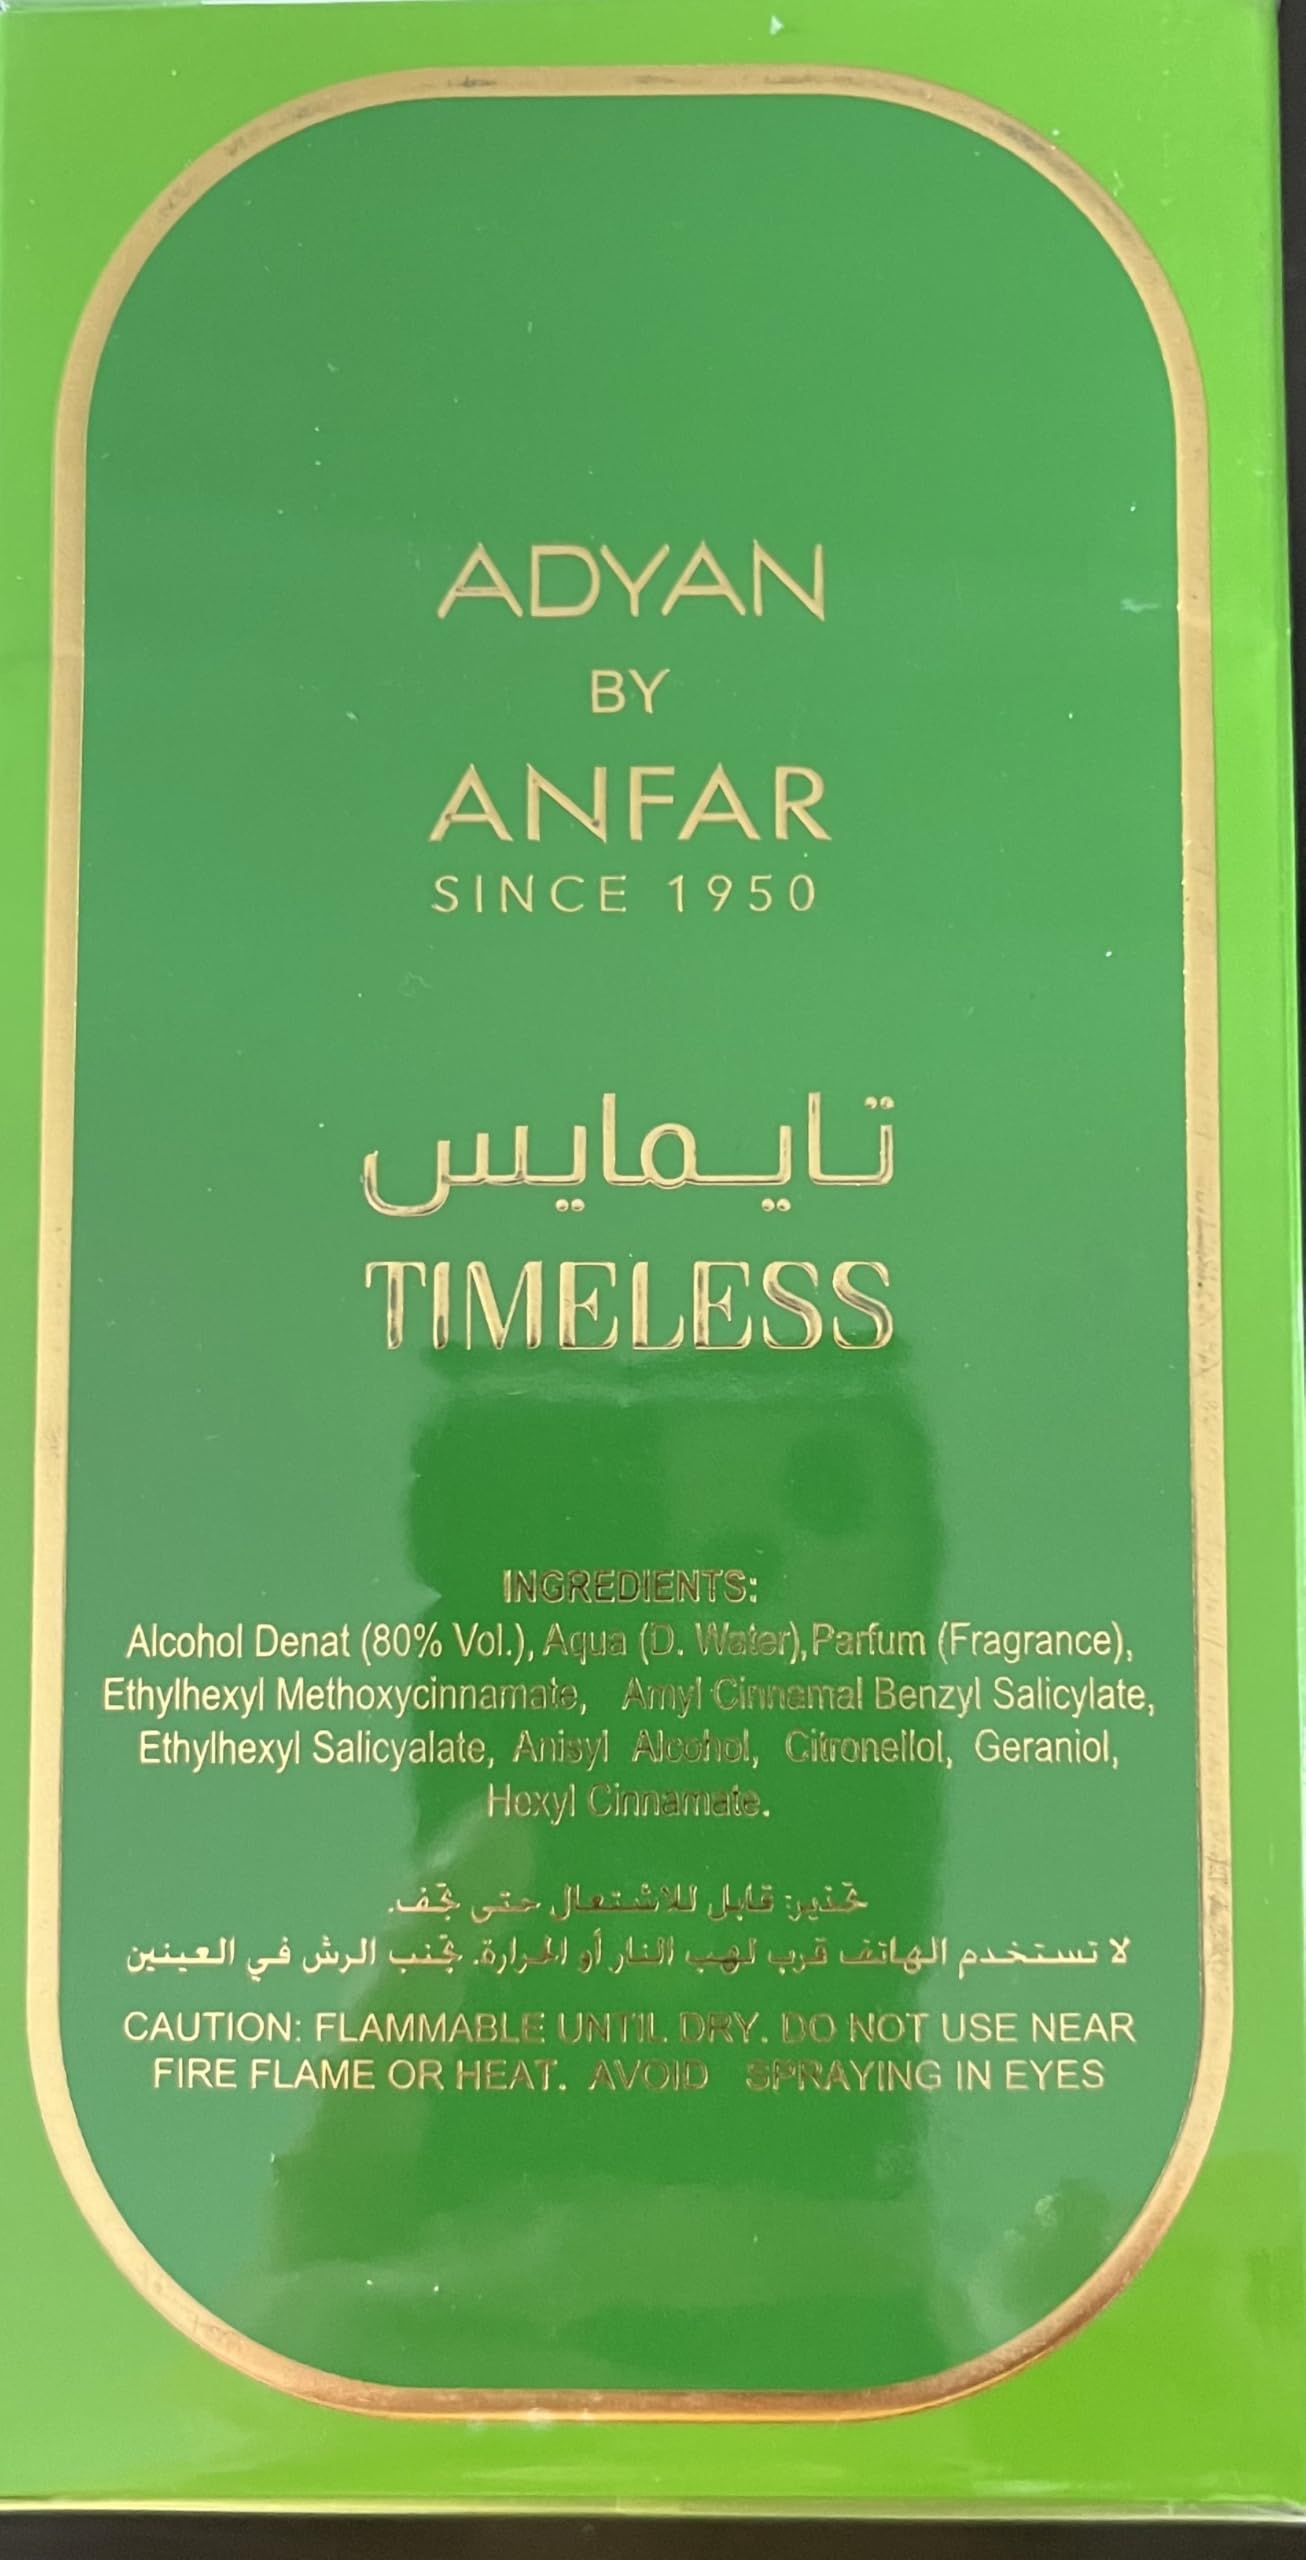 ADYAN
BY
ANFAR
SINCE 1950
تايمايس
TIMELESS
INGREDIENTS:
Alcohol Denat (80% Vol.), Aqua (D. Water), Parfum (Fragrance),
Ethylhexyl Methoxycinnamate, Amyl Cinnamal Benzyl Salicylate,
Ethylhexyl Salicyalate, Anisyl Alcohol, Citronellol, Geraniol,
Hexyl Cinnamate.
تحذير: قابل للاشتعال حتى تجف.
لا تستخدم الهاتف قرب لهب النار أو الحرارة. تجنب الرش في العينين
CAUTION: FLAMMABLE UNTIL DRY. DO NOT USE NEAR
FIRE FLAME OR HEAT. AVOID SPRAYING IN EYES